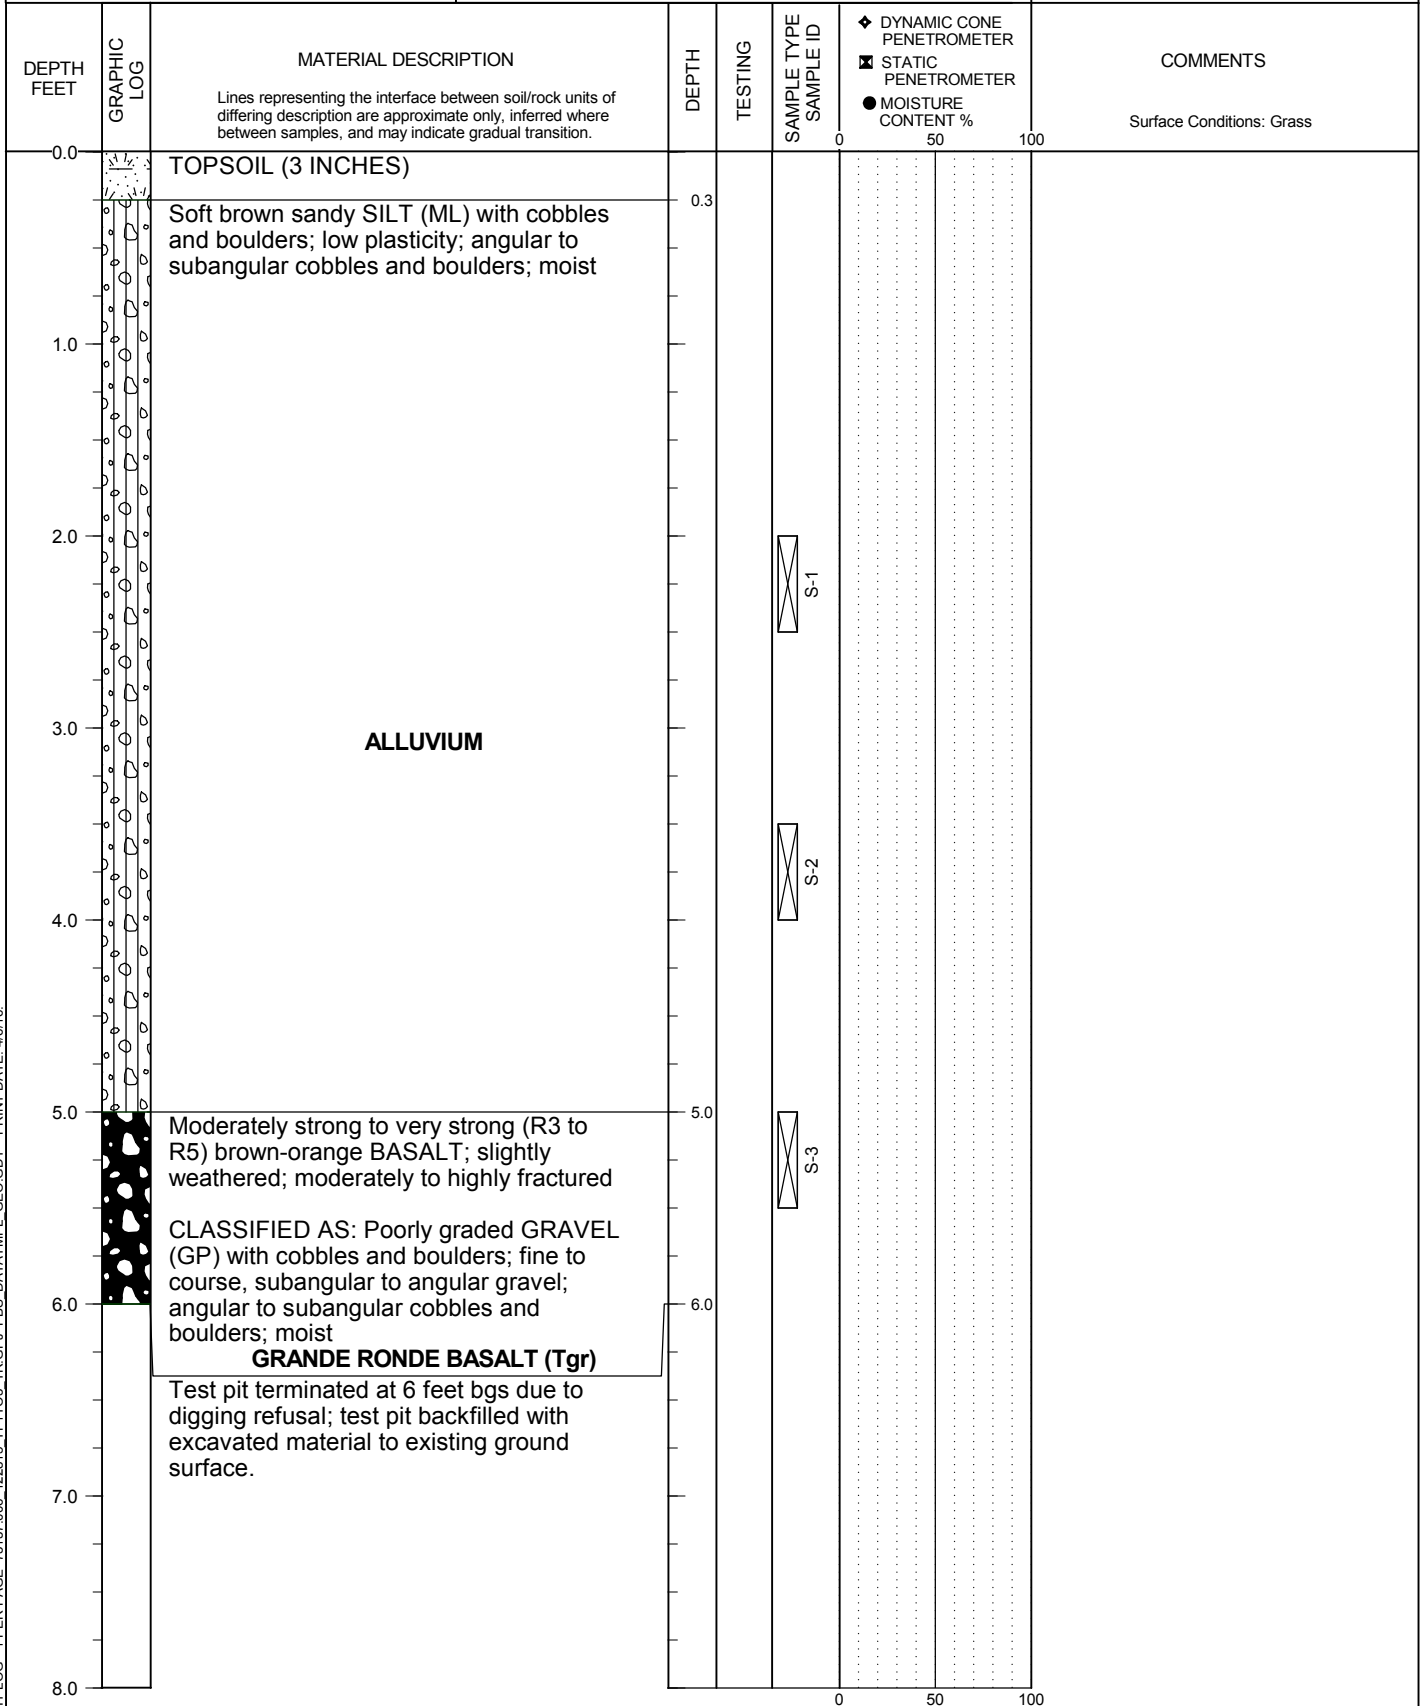 DEPTH
FEET
GRAPHIC
LOG
MATERIAL DESCRIPTION
Lines representing the interface between soil/rock units of
differing description are approximate only, inferred where
between samples, and may indicate gradual transition.
DEPTH
TESTING
SAMPLE TYPE
SAMPLE ID
DYNAMIC CONE
PENETROMETER
STATIC
PENETROMETER
MOISTURE
CONTENT %
0 50 100
COMMENTS
Surface Conditions: Grass
0.0
TOPSOIL (3 INCHES)
0.3
Soft brown sandy SILT (ML) with cobbles
and boulders; low plasticity; angular to
subangular cobbles and boulders; moist
1.0
2.0
S-1
3.0
ALLUVIUM
S-2
4.0
5.0
5.0
Moderately strong to very strong (R3 to
R5) brown-orange BASALT; slightly
weathered; moderately to highly fractured
S-3
CLASSIFIED AS: Poorly graded GRAVEL
(GP) with cobbles and boulders; fine to
course, subangular to angular gravel;
angular to subangular cobbles and
boulders; moist
6.0
6.0
GRANDE RONDE BASALT (Tgr)
Test pit terminated at 6 feet bgs due to
digging refusal; test pit backfilled with
excavated material to existing ground
surface.
7.0
8.0
0 50 100